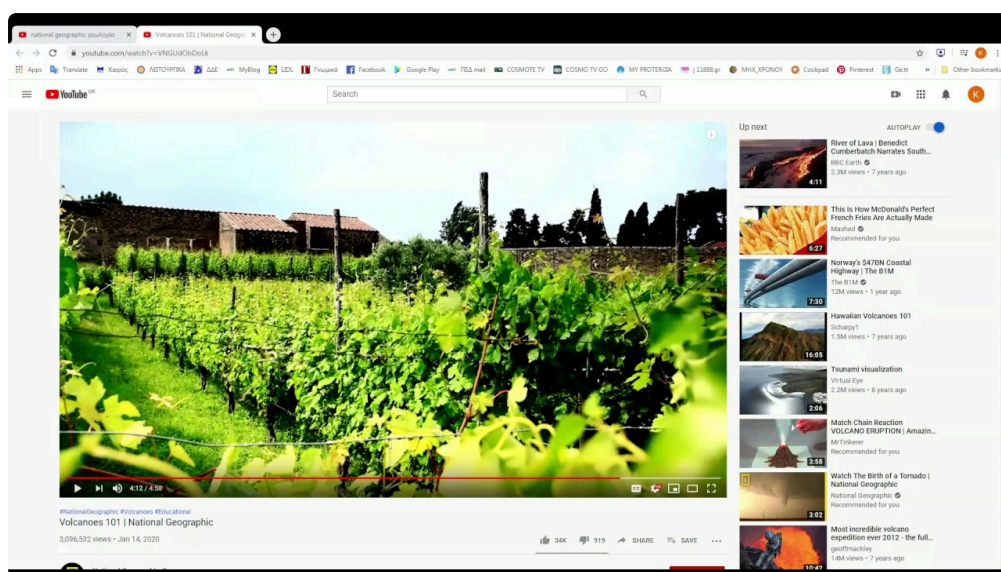 national geographic γεωλογία
Volcanoes 101 | National Geogra
youtube.com/watch?v=VNGUdObDoLk
Apps Translate Καιρός ΛΕΙΤΟΥΡΓΙΚΑ ΔΔΕ MyBlog LIDL Γνωμικά Facebook Google Play ΠΣΔ mail COSMOTE TV COSMO TV GO MY PROTERGIA 11888.gr ΜΗΧ_ΧΡΟΝΟΥ Cookpad Pinterest Ge.tt » Other bookmarks
YouTube GR
Search
K
Up next AUTOPLAY
River of Lava | Benedict
Cumberbatch Narrates South...
BBC Earth
2.3M views • 7 years ago
4:11
This Is How McDonald's Perfect
French Fries Are Actually Made
Mashed
Recommended for you
6:27
Norway's $47BN Coastal
Highway | The B1M
The B1M
12M views • 1 year ago
7:30
Hawaiian Volcanoes 101
Scharpy1
1.5M views • 7 years ago
16:05
Tsunami visualization
Virtual Eye
2.2M views • 8 years ago
2:06
Match Chain Reaction
VOLCANO ERUPTION | Amazin...
MrTinkerer
Recommended for you
3:58
Watch The Birth of a Tornado |
National Geographic
National Geographic
Recommended for you
3:02
Most incredible volcano
expedition ever 2012 - the full...
geoffmackley
14M views • 7 years ago
10:42
4:12 / 4:58
#NationalGeographic #Volcanoes #Educational
Volcanoes 101 | National Geographic
3,096,532 views • Jan 14, 2020
34K 919 SHARE SAVE